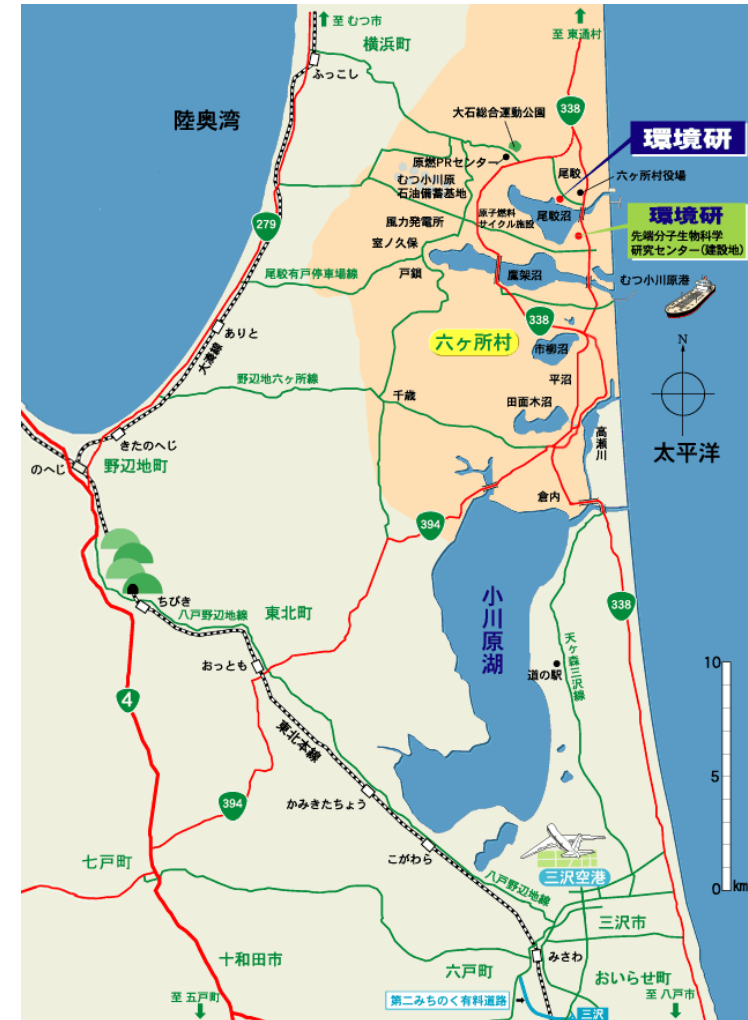 至 むつ市
横浜町
至 東通村
ふっこし
陸奥湾
大石総合運動公園
338
環境研
原燃PRセンター
尾駮
六ヶ所村役場
むつ小川原
石油備蓄基地
原子燃料
サイクル施設
尾駮沼
環境研
先端分子生物科学
研究センター(建設地)
279
風力発電所
室ノ久保
戸鎖
鷹架沼
むつ小川原港
尾駮有戸停車場線
338
ありと
大湊線
六ヶ所村
市柳沼
N
野辺地六ヶ所線
平沼
千歳
田面木沼
きたのへじ
高瀬川
太平洋
のへじ
野辺地町
倉内
394
ちびき
八戸野辺地線
東北町
小川原湖
338
天ヶ森三沢線
おっとも
道の駅
10
4
東北本線
5
394
かみきたちょう
こがわら
七戸町
三沢空港
八戸野辺地線
0
km
三沢市
十和田市
六戸町
みさわ
おいらせ町
至 五戸町
第二みちのく有料道路
至 八戸市
三沢